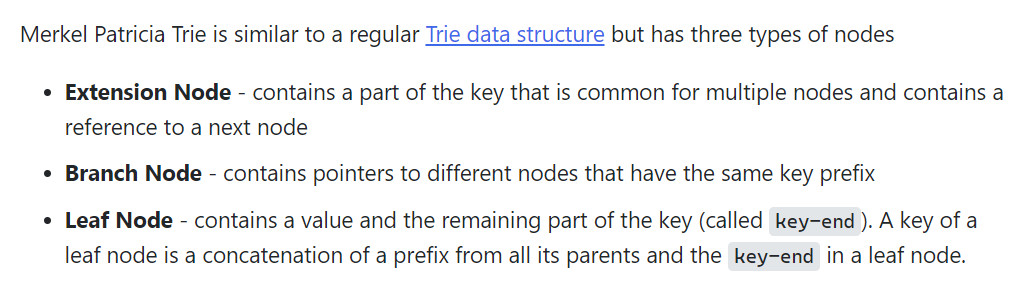 Merkel Patricia Trie is similar to a regular Trie data structure but has three types of nodes
• Extension Node - contains a part of the key that is common for multiple nodes and contains a
reference to a next node
• Branch Node - contains pointers to different nodes that have the same key prefix
• Leaf Node - contains a value and the remaining part of the key (called key-end). A key of a
leaf node is a concatenation of a prefix from all its parents and the key-end in a leaf node.